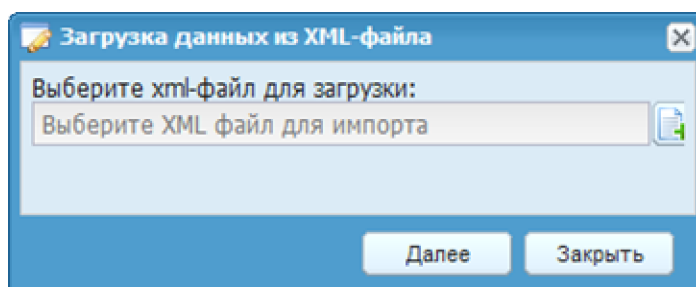 Загрузка данных из XML-файла
Выберите xml-файл для загрузки:
Выберите XML файл для импорта
Далее Закрыть